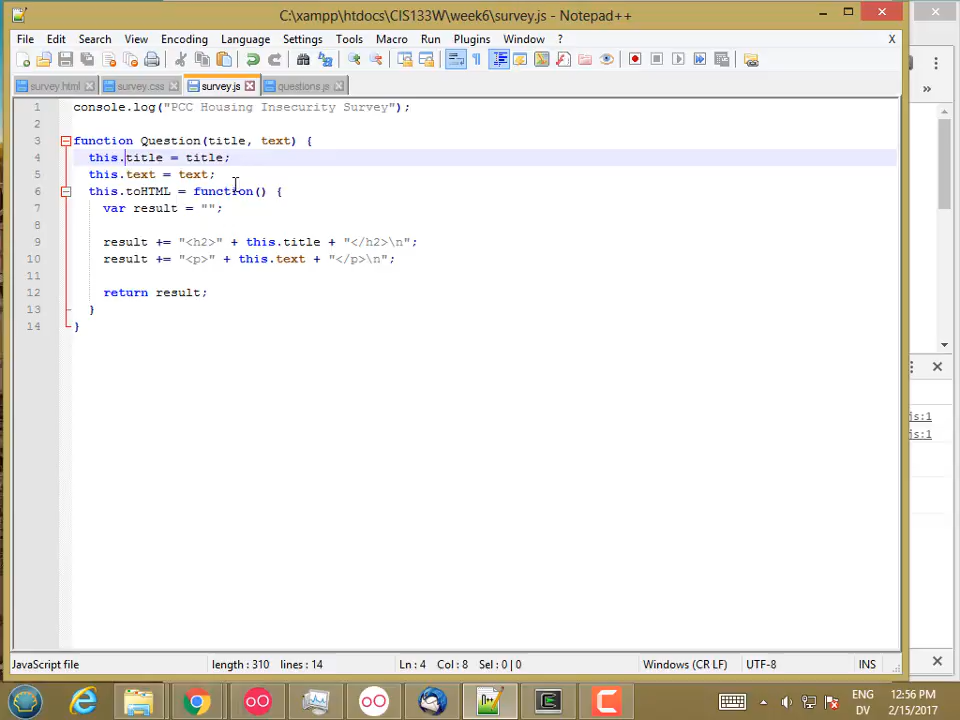 C:\xampp\htdocs\CIS133W\week6\survey.js - Notepad++
File Edit Search View Encoding Language Settings Tools Macro Run Plugins Window ? X
survey.html survey.css survey.js questions.js
1 console.log("PCC Housing Insecurity Survey");
2
3 function Question(title, text) {
4 this.title = title;
5 this.text = text;
6 this.toHTML = function() {
7 var result = "";
8
9 result += "<h2>" + this.title + "</h2>\n";
10 result += "<p>" + this.text + "</p>\n";
11
12 return result;
13 }
14 }
js:1
js:1
JavaScript file length : 310 lines : 14 Ln : 4 Col : 8 Sel : 0 | 0 Windows (CR LF) UTF-8 INS
ENG 12:56 PM
DV 2/15/2017